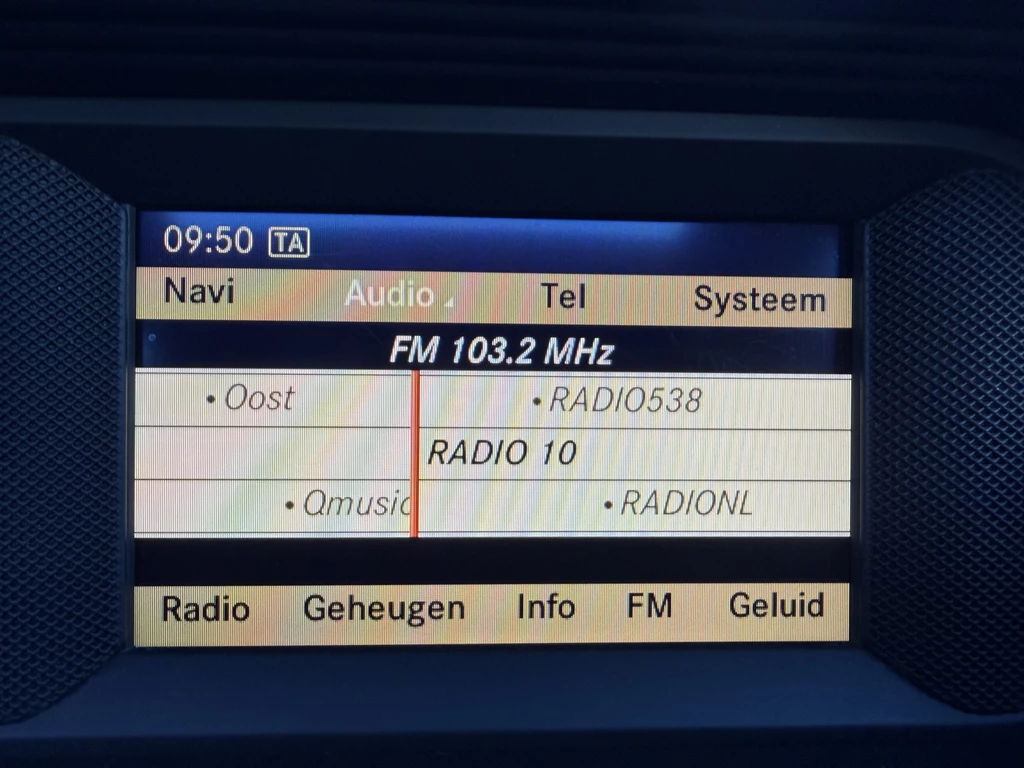 09:50 TA
Navi Audio Tel Systeem
FM 103.2 MHz
• Oost • RADIO538
RADIO 10
• Qmusic • RADIONL
Radio Geheugen Info FM Geluid